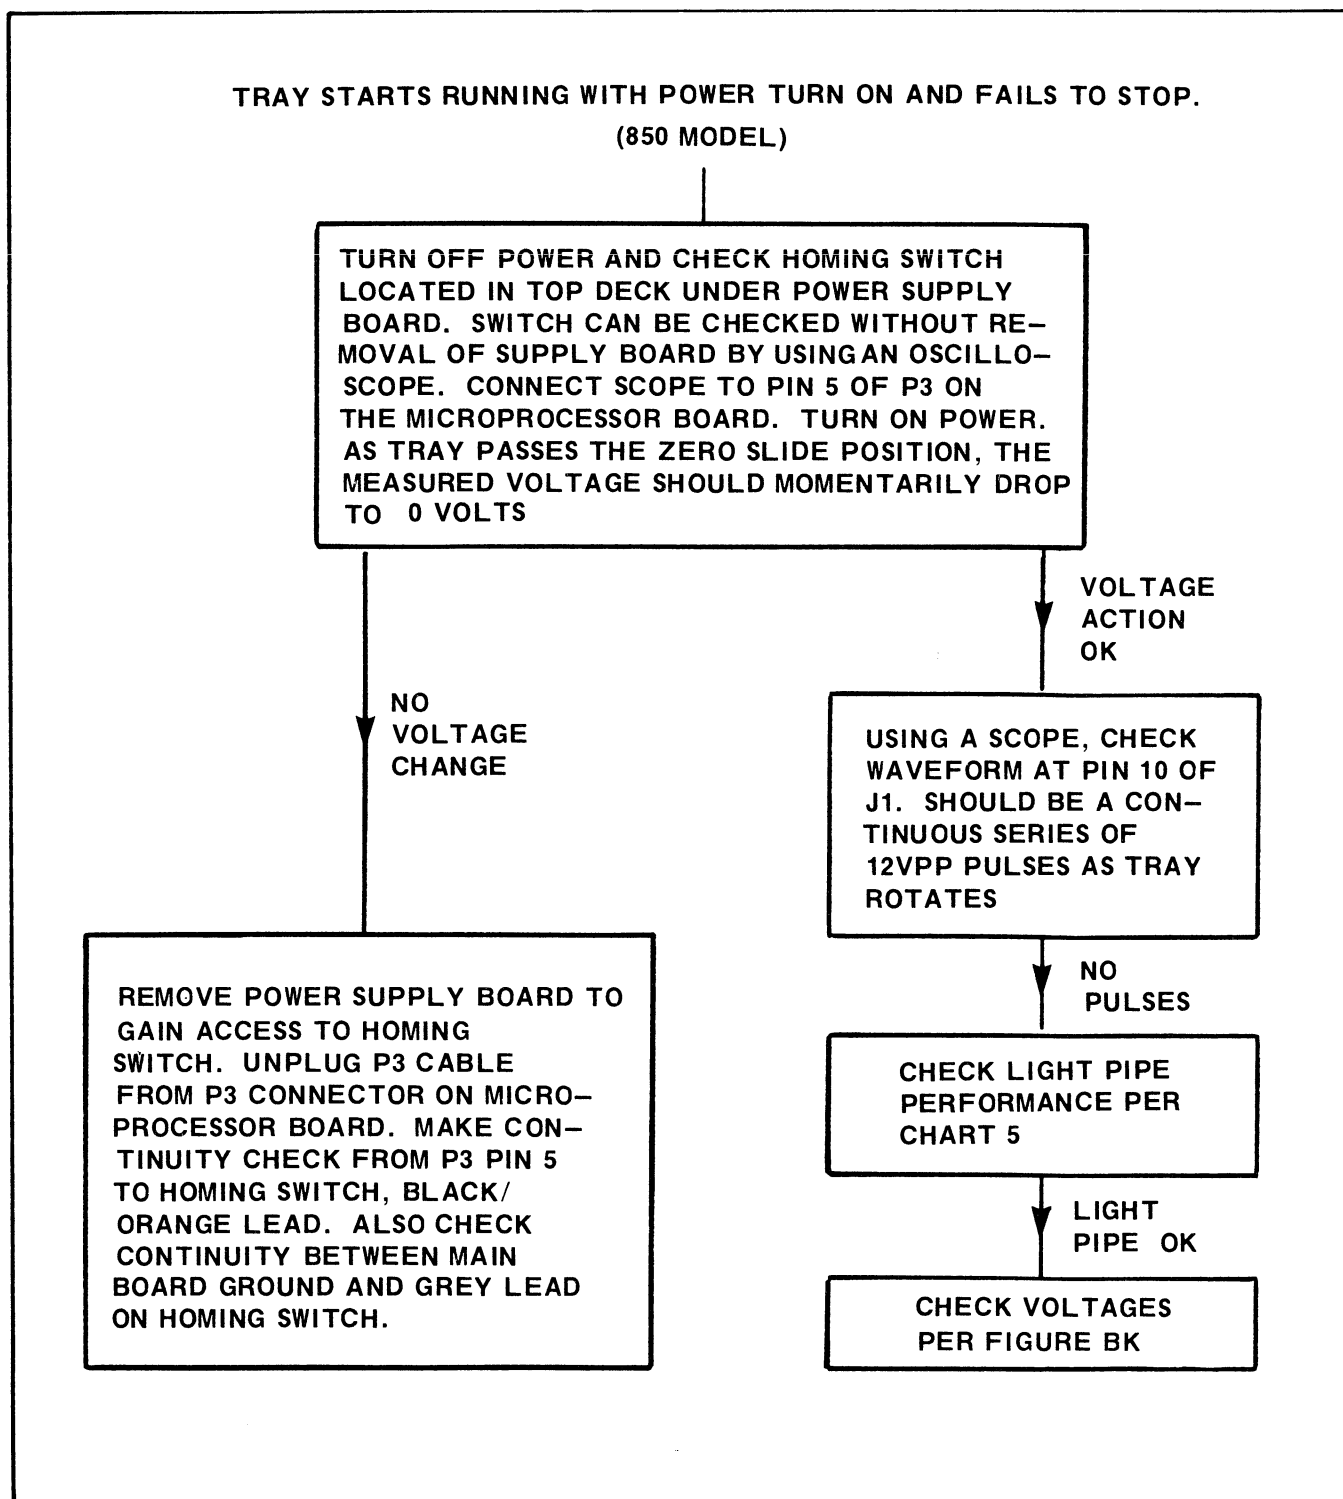 TRAY STARTS RUNNING WITH POWER TURN ON AND FAILS TO STOP.
(850 MODEL)
TURN OFF POWER AND CHECK HOMING SWITCH
LOCATED IN TOP DECK UNDER POWER SUPPLY
BOARD. SWITCH CAN BE CHECKED WITHOUT RE–
MOVAL OF SUPPLY BOARD BY USING AN OSCILLO–
SCOPE. CONNECT SCOPE TO PIN 5 OF P3 ON
THE MICROPROCESSOR BOARD. TURN ON POWER.
AS TRAY PASSES THE ZERO SLIDE POSITION, THE
MEASURED VOLTAGE SHOULD MOMENTARILY DROP
TO 0 VOLTS
NO
VOLTAGE
CHANGE
REMOVE POWER SUPPLY BOARD TO
GAIN ACCESS TO HOMING
SWITCH. UNPLUG P3 CABLE
FROM P3 CONNECTOR ON MICRO–
PROCESSOR BOARD. MAKE CON–
TINUITY CHECK FROM P3 PIN 5
TO HOMING SWITCH, BLACK/
ORANGE LEAD. ALSO CHECK
CONTINUITY BETWEEN MAIN
BOARD GROUND AND GREY LEAD
ON HOMING SWITCH.
VOLTAGE
ACTION
OK
USING A SCOPE, CHECK
WAVEFORM AT PIN 10 OF
J1. SHOULD BE A CON–
TINUOUS SERIES OF
12VPP PULSES AS TRAY
ROTATES
NO
PULSES
CHECK LIGHT PIPE
PERFORMANCE PER
CHART 5
LIGHT
PIPE OK
CHECK VOLTAGES
PER FIGURE BK